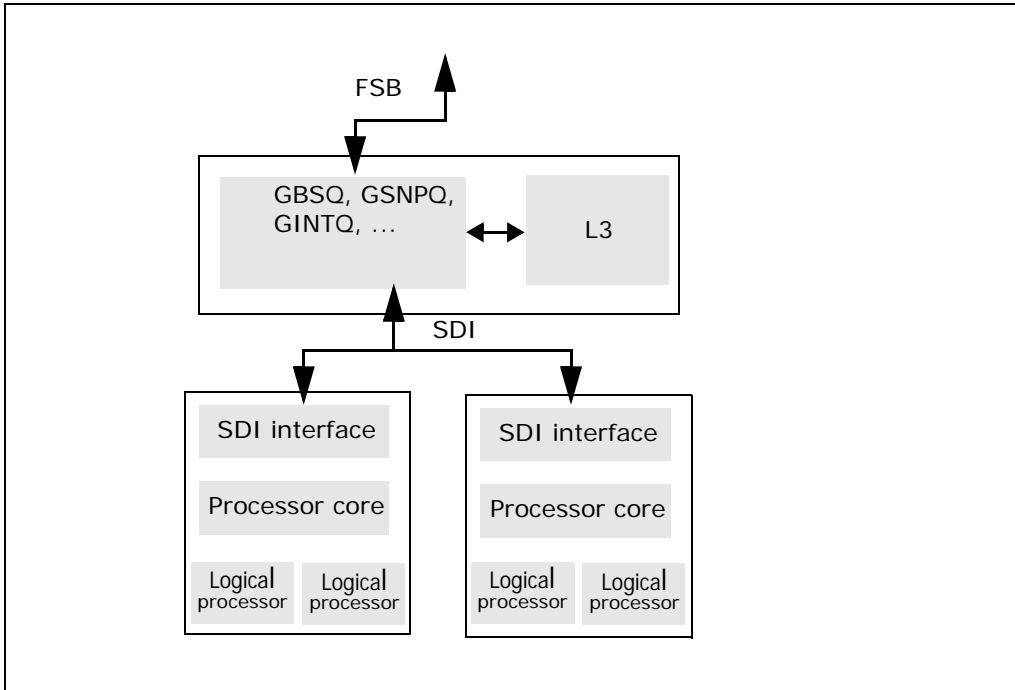 FSB
GBSQ, GSNPQ,
GINTQ, ...
L3
SDI
SDI interface
Processor core
Logical
processor
Logical
processor
SDI interface
Processor core
Logical
processor
Logical
processor